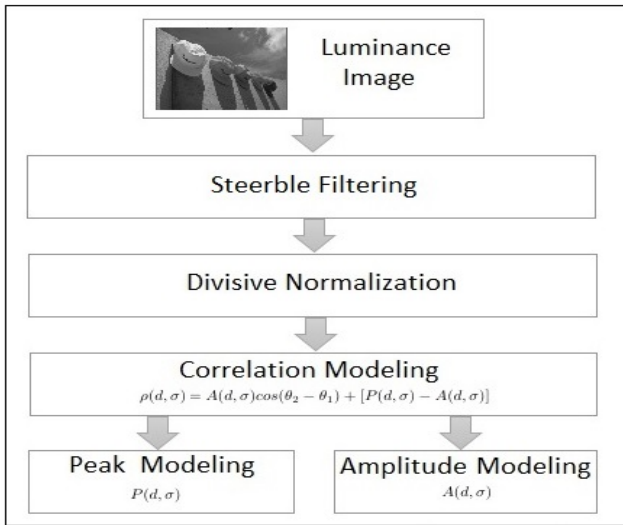 Luminance
Image
Steerble Filtering
Divisive Normalization
Correlation Modeling
ρ(d, σ) = A(d, σ)cos(θ₂ − θ₁) + [P(d, σ) − A(d, σ)]
Peak Modeling
P(d, σ)
Amplitude Modeling
A(d, σ)